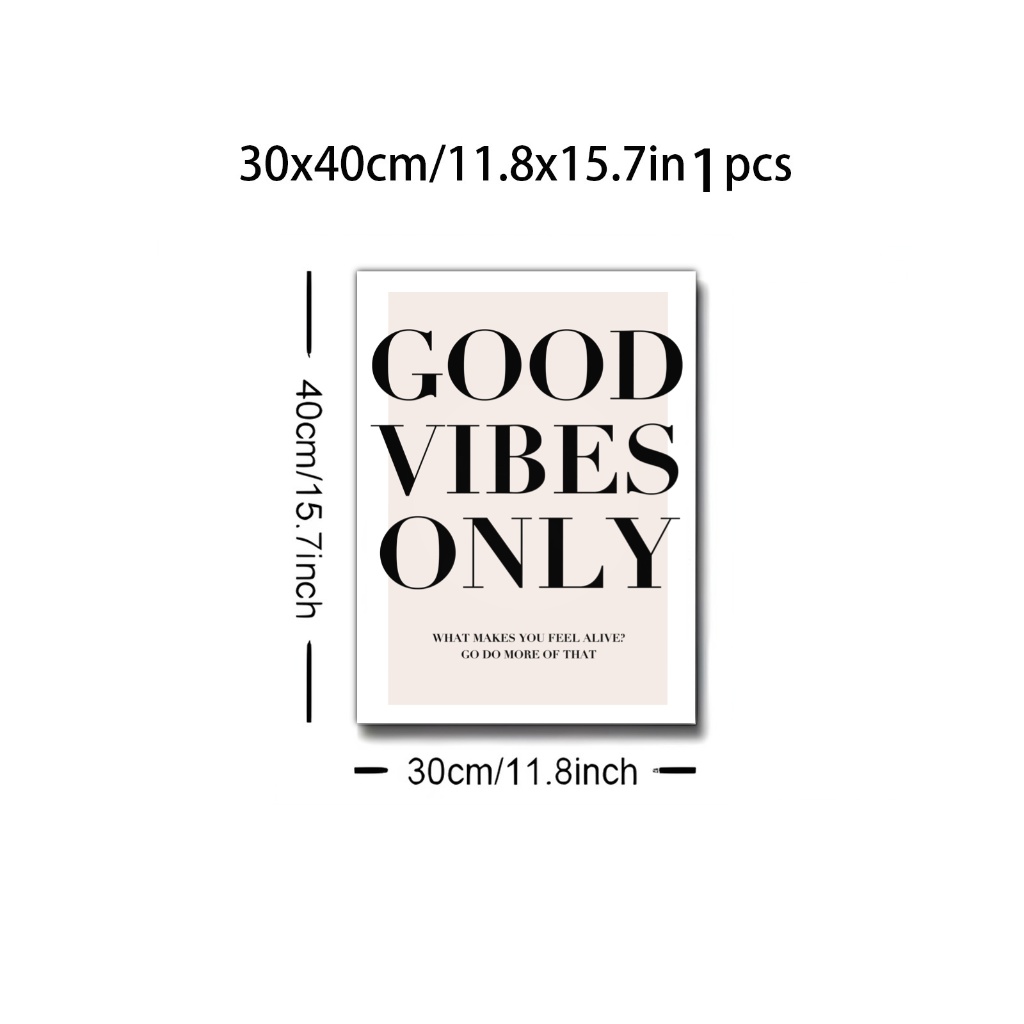 30x40cm/11.8x15.7in 1 pcs
40cm/15.7inch
GOOD
VIBES
ONLY
WHAT MAKES YOU FEEL ALIVE?
GO DO MORE OF THAT
30cm/11.8inch